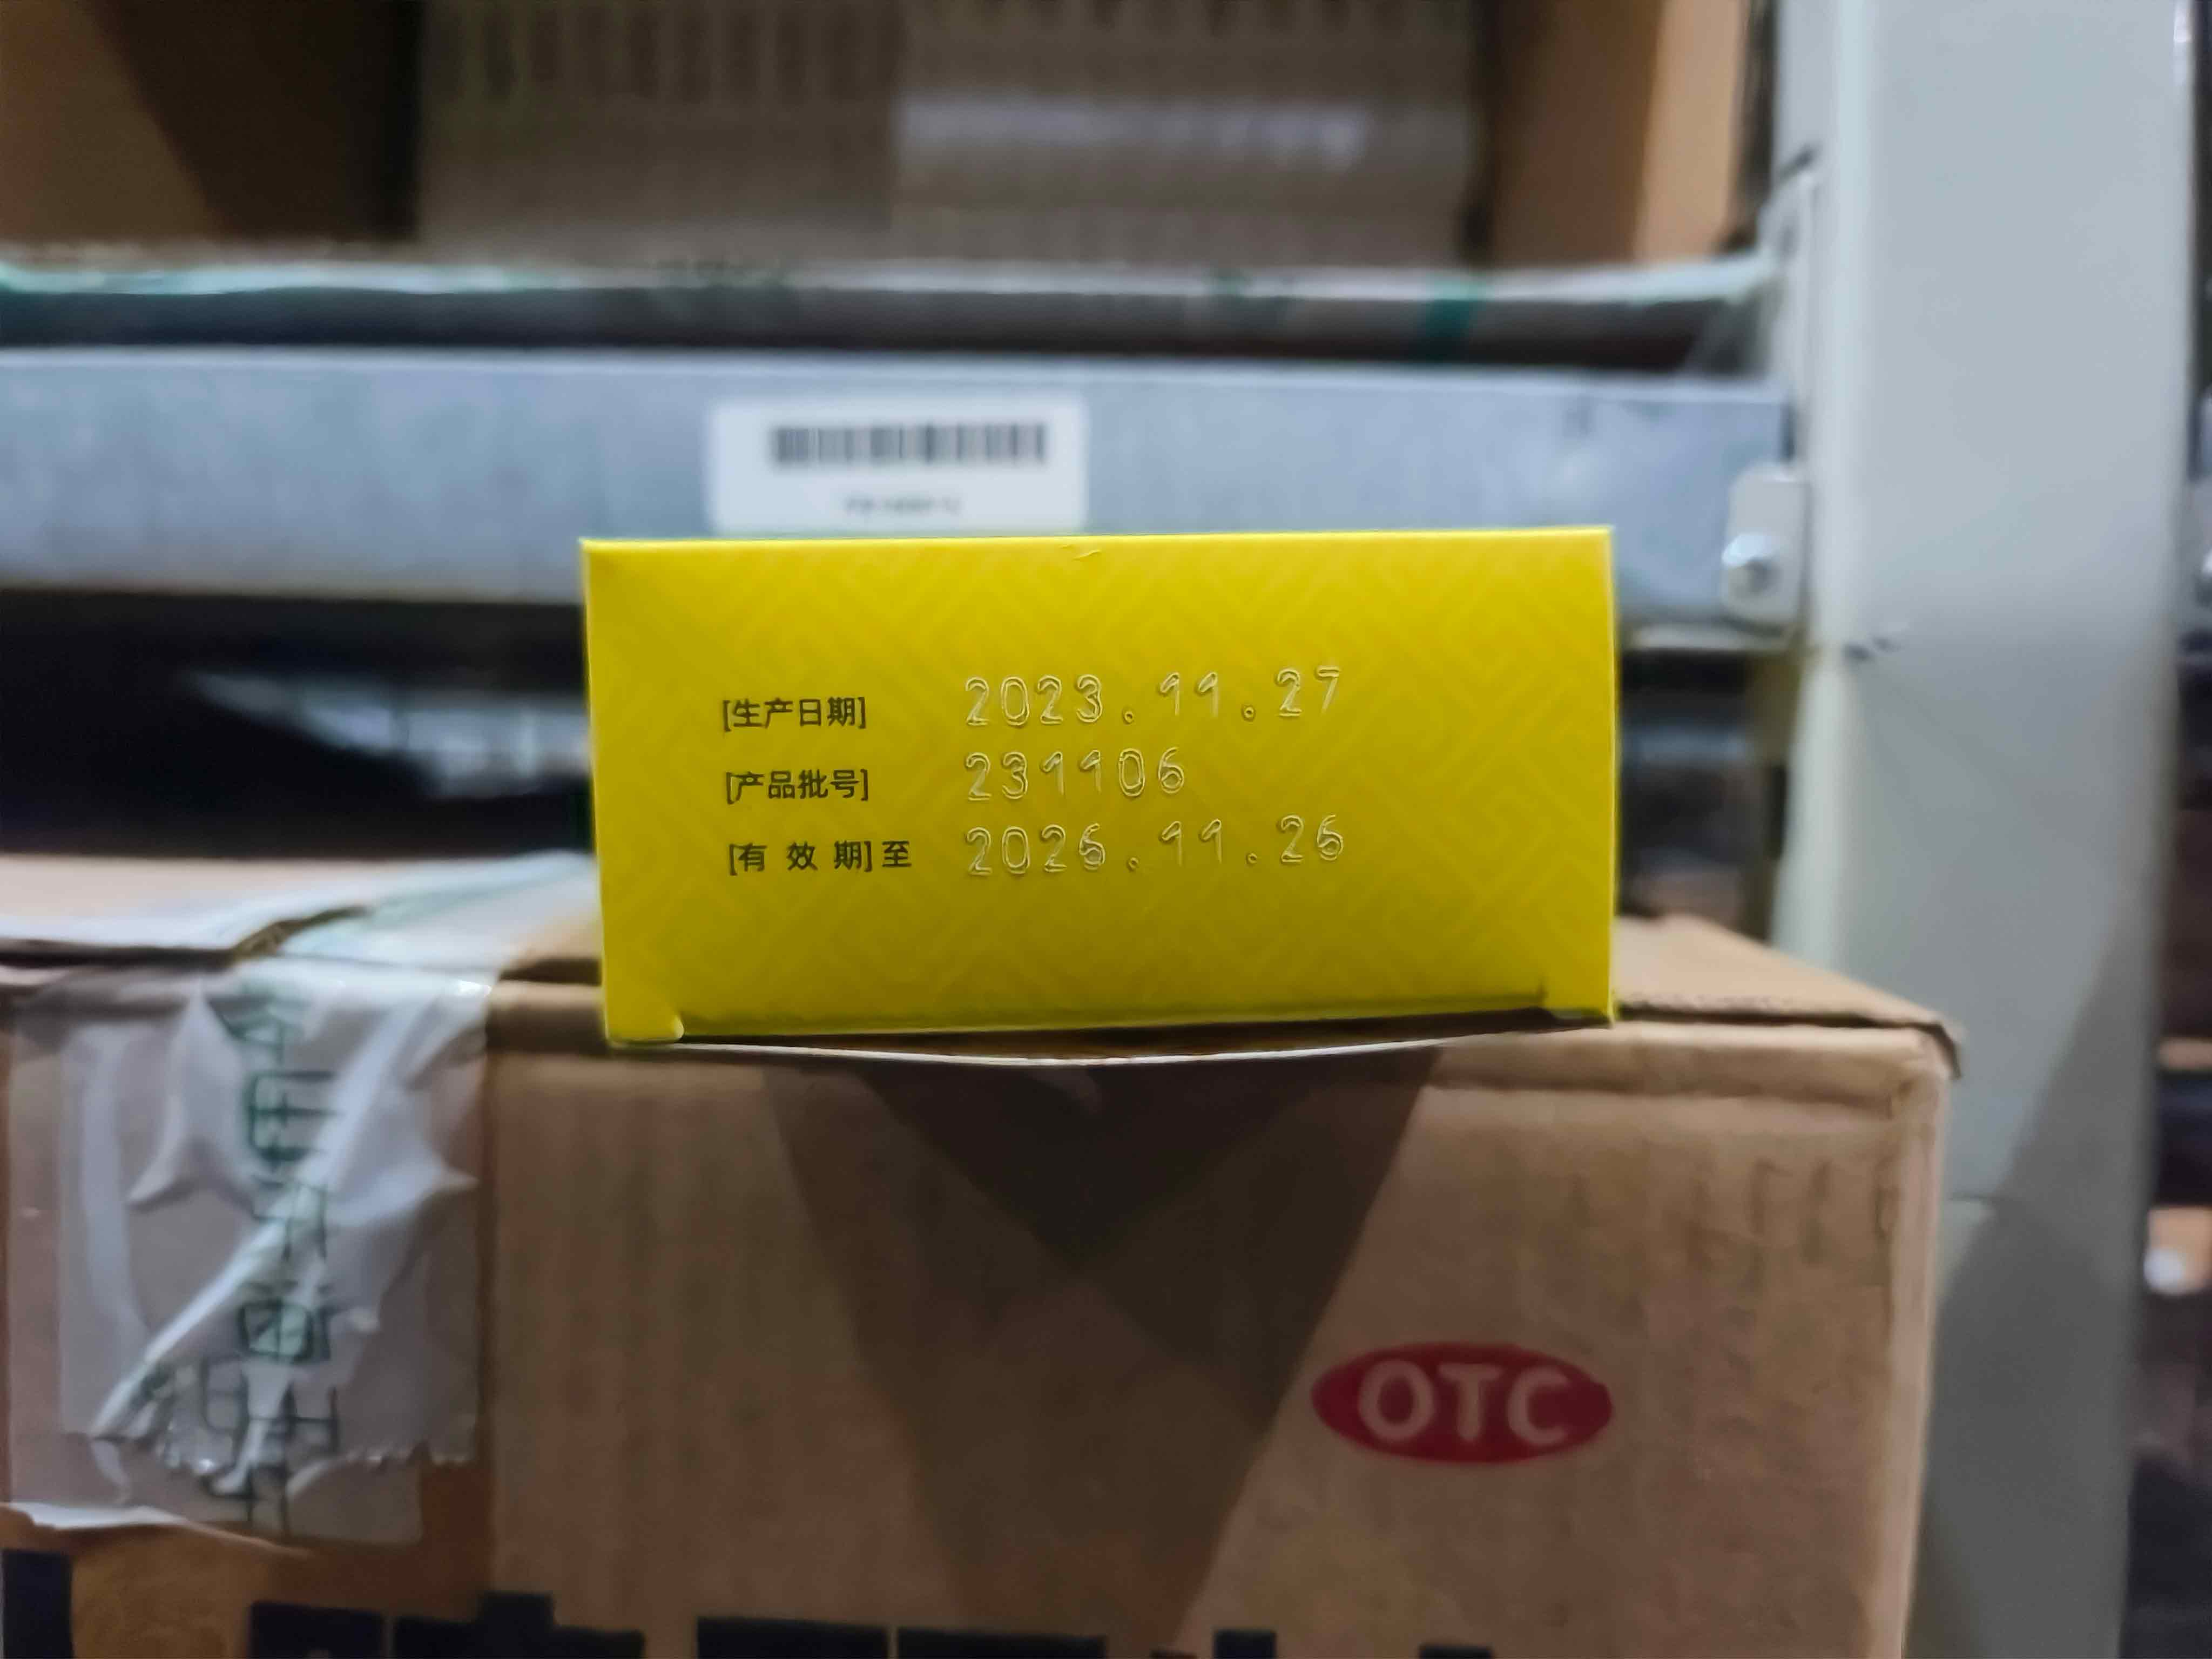 [生产日期] 2023.11.27
[产品批号] 231106
[有 效 期]至 2026.11.26
OTC